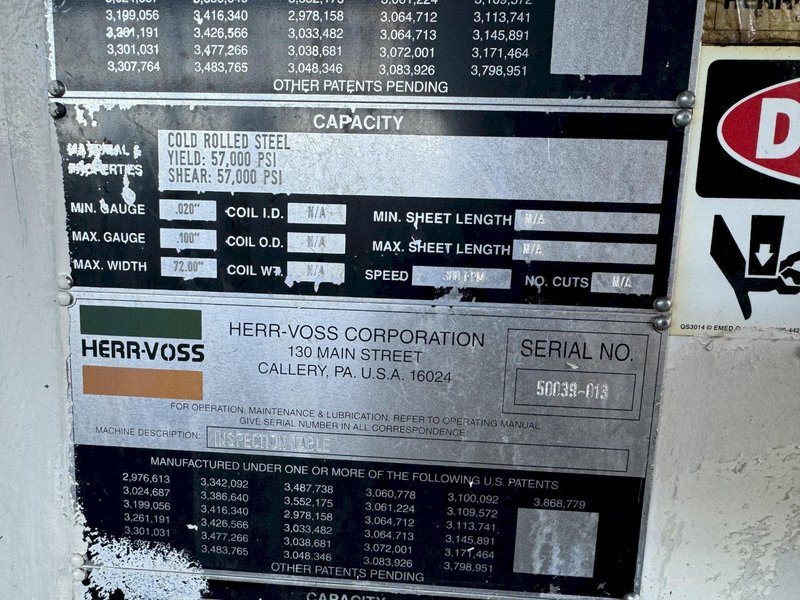 3,199,056 3,416,340 2,978,158 3,064,712 3,113,741
3,261,191 3,426,566 3,033,482 3,064,713 3,145,891
3,301,031 3,477,266 3,038,681 3,072,001 3,171,464
3,307,764 3,483,765 3,048,346 3,083,926 3,798,951
OTHER PATENTS PENDING
CAPACITY
MATERIAL & PROPERTIES
COLD ROLLED STEEL
YIELD: 57,000 PSI
SHEAR: 57,000 PSI
MIN. GAUGE .020" COIL I.D. N/A MIN. SHEET LENGTH N/A
MAX. GAUGE .100" COIL O.D. N/A MAX. SHEET LENGTH N/A
MAX. WIDTH 72.00" COIL WT. N/A SPEED 300 FPM NO. CUTS N/A
HERR-VOSS
HERR-VOSS CORPORATION
130 MAIN STREET
CALLERY, PA. U.S.A. 16024
SERIAL NO.
50039-013
FOR OPERATION, MAINTENANCE & LUBRICATION, REFER TO OPERATING MANUAL.
GIVE SERIAL NUMBER IN ALL CORRESPONDENCE.
MACHINE DESCRIPTION: INSPECTION TABLE
MANUFACTURED UNDER ONE OR MORE OF THE FOLLOWING U.S. PATENTS
2,976,613 3,342,092 3,487,738 3,060,778 3,100,092 3,868,779
3,024,687 3,386,640 3,552,175 3,061,224 3,109,572
3,199,056 3,416,340 2,978,158 3,064,712 3,113,741
3,261,191 3,426,566 3,033,482 3,064,713 3,145,891
3,301,031 3,477,266 3,038,681 3,072,001 3,171,464
3,483,765 3,048,346 3,083,926 3,798,951
OTHER PATENTS PENDING
CAPACITY
D
QS3014 © EMED